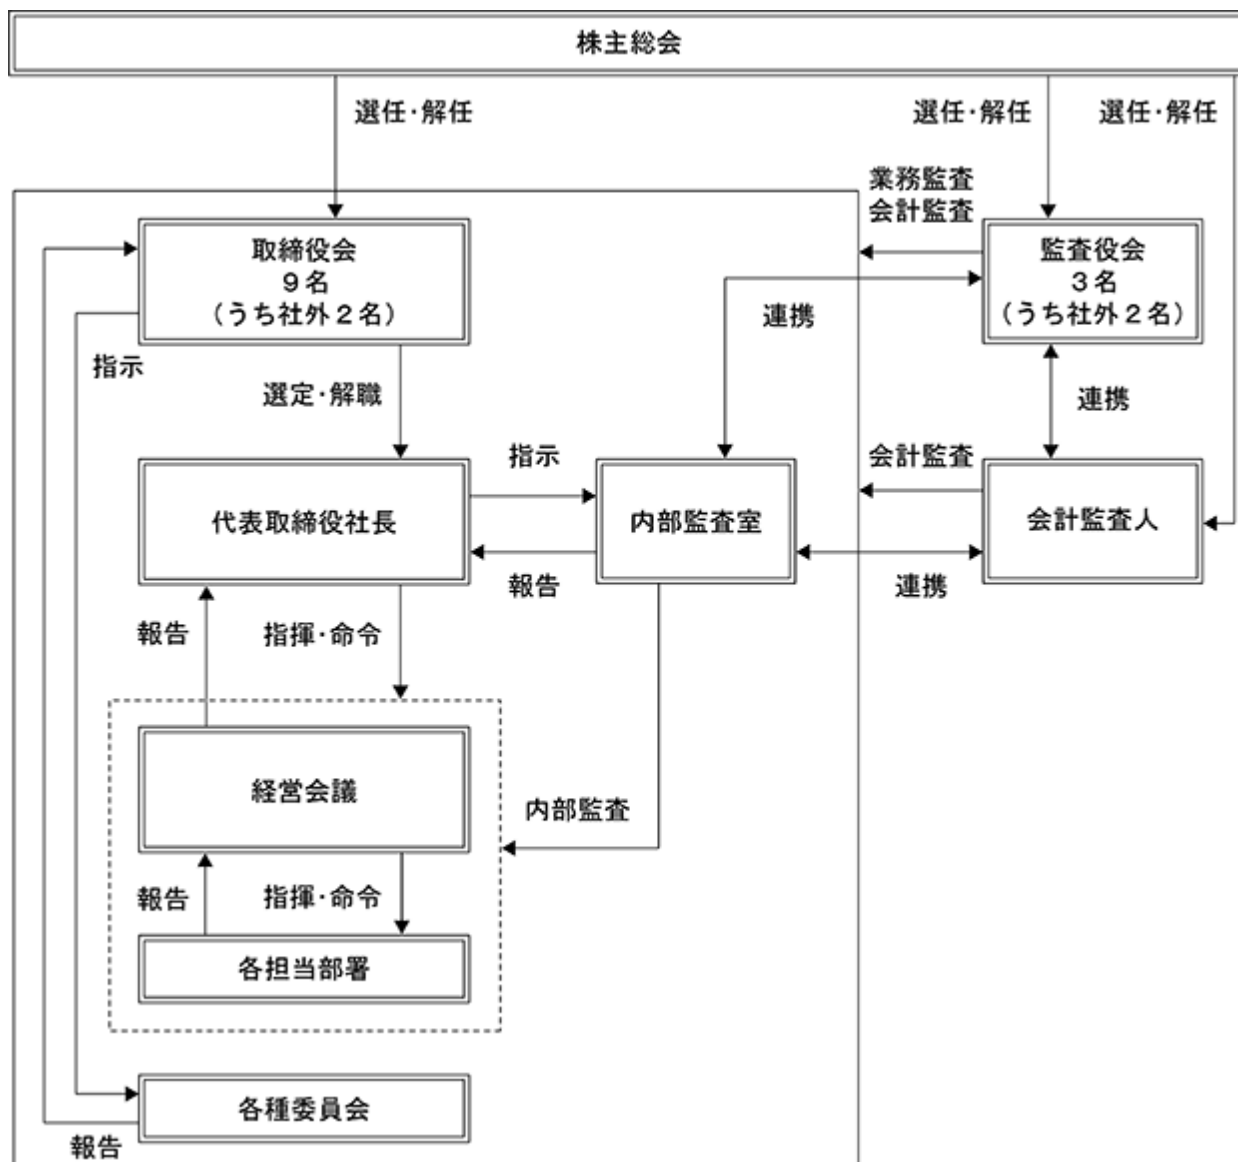 株主総会
選任・解任
選任・解任
選任・解任
業務監査
会計監査
取締役会
9名
(うち社外2名)
監査役会
3名
(うち社外2名)
連携
指示
選定・解職
連携
指示
会計監査
代表取締役社長
内部監査室
会計監査人
報告
連携
報告
指揮・命令
経営会議
内部監査
報告
指揮・命令
各担当部署
各種委員会
報告